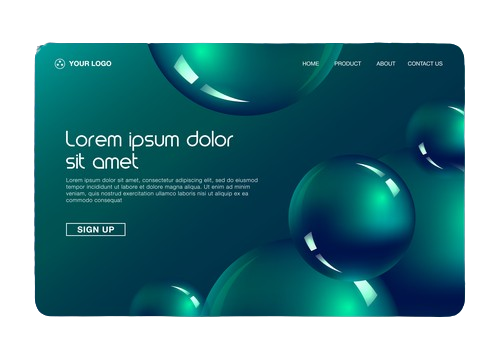 YOUR LOGO
HOME PRODUCT ABOUT CONTACT US
Lorem ipsum dolor
sit amet
Lorem ipsum dolor sit amet, consectetur adipiscing elit, sed do eiusmod
tempor incididunt ut labore et dolore magna aliqua. Ut enim ad minim
veniam, quis nostrud exercitation ullamco laboris nisi ut aliquip ex ea
commodo consequat
SIGN UP